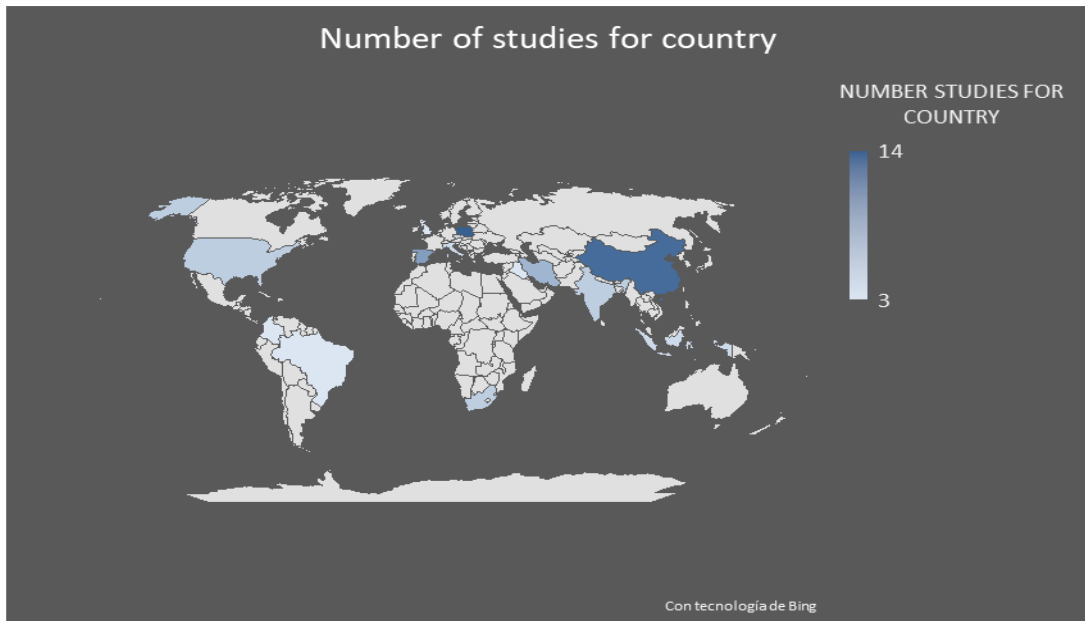 Number of studies for country
NUMBER STUDIES FOR
COUNTRY
14
3
Con tecnología de Bing